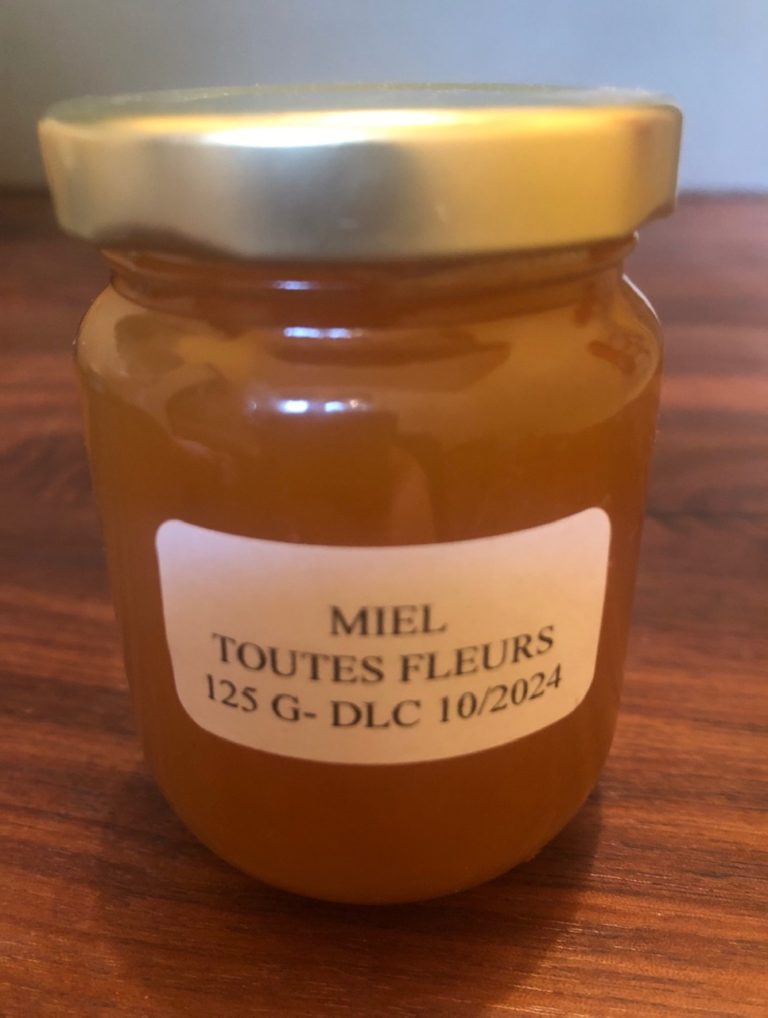 MIEL
TOUTES FLEURS
125 G- DLC 10/2024